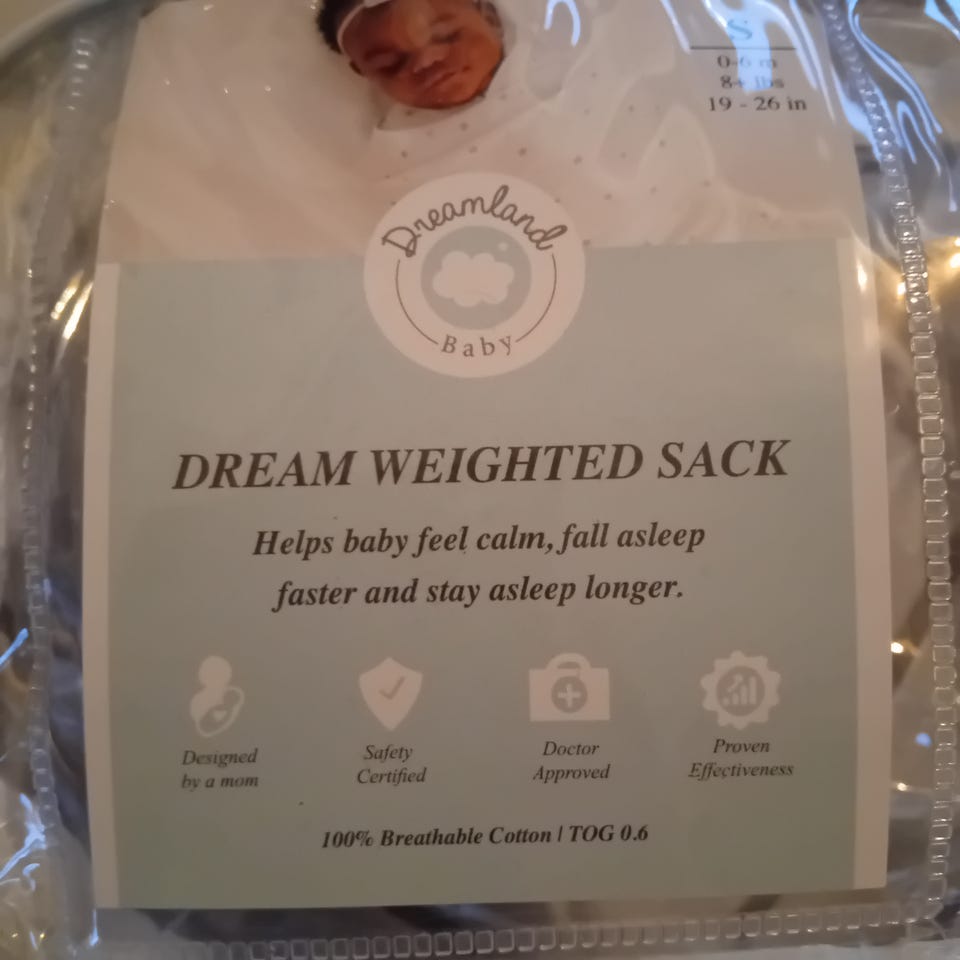 S
0-6 m
8+ lbs
19 - 26 in
Dreamland
Baby
DREAM WEIGHTED SACK
Helps baby feel calm, fall asleep
faster and stay asleep longer.
Designed
by a mom
Safety
Certified
Doctor
Approved
Proven
Effectiveness
100% Breathable Cotton | TOG 0.6